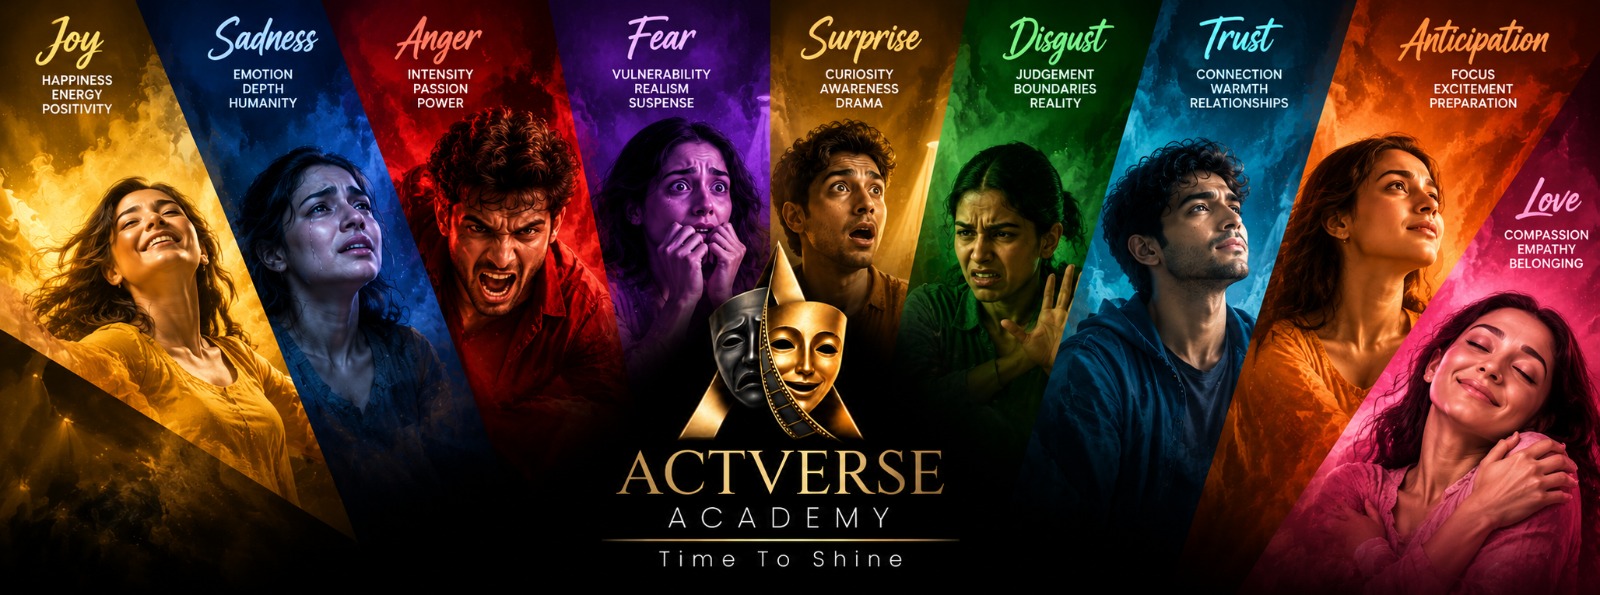 Joy
HAPPINESS
ENERGY
POSITIVITY
Sadness
EMOTION
DEPTH
HUMANITY
Anger
INTENSITY
PASSION
POWER
Fear
VULNERABILITY
REALISM
SUSPENSE
Surprise
CURIOSITY
AWARENESS
DRAMA
Disgust
JUDGEMENT
BOUNDARIES
REALITY
Trust
CONNECTION
WARMTH
RELATIONSHIPS
Anticipation
FOCUS
EXCITEMENT
PREPARATION
Love
COMPASSION
EMPATHY
BELONGING
ACTVERSE
ACADEMY
Time To Shine